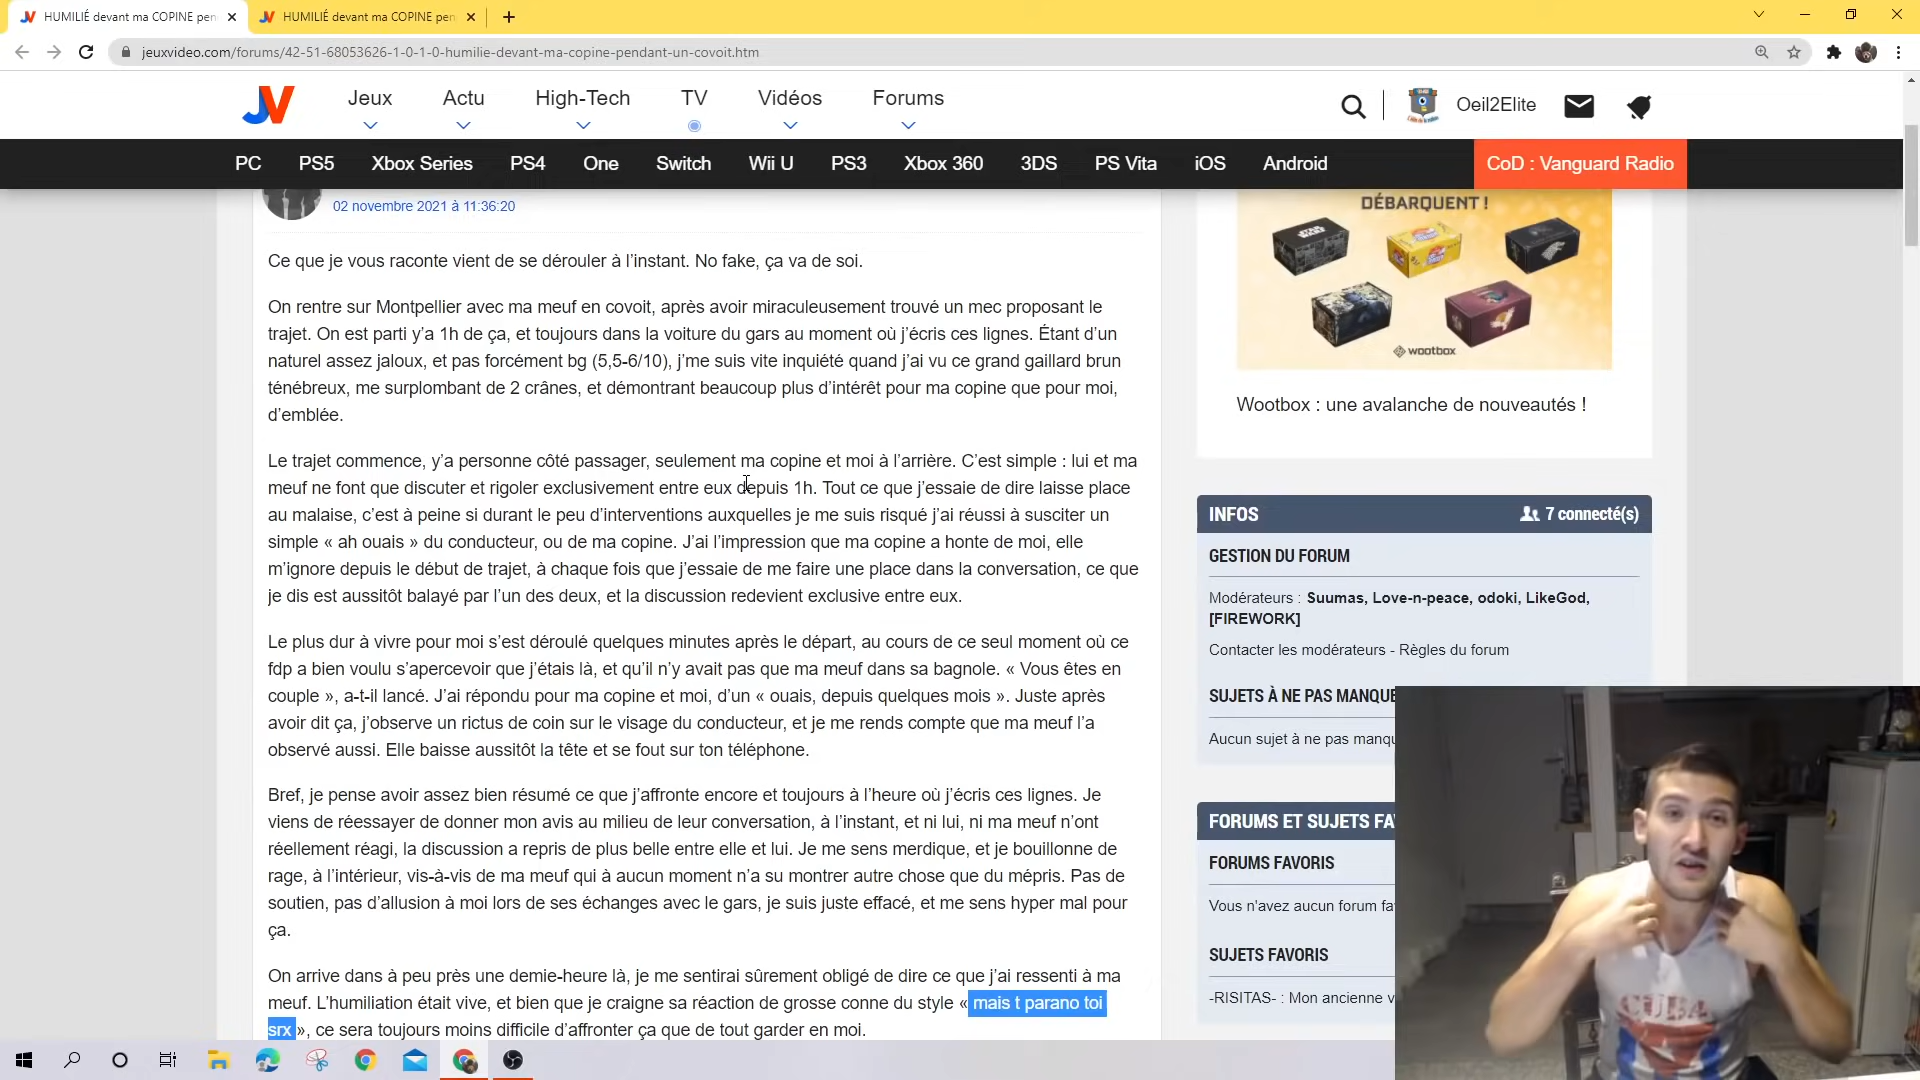 HUMILIÉ devant ma COPINE pen
HUMILIÉ devant ma COPINE pen
jeuxvideo.com/forums/42-51-68053626-1-0-1-0-humilie-devant-ma-copine-pendant-un-covoit.htm
JV
Jeux
Actu
High-Tech
TV
Vidéos
Forums
Oeil2Elite
PC
PS5
Xbox Series
PS4
One
Switch
Wii U
PS3
Xbox 360
3DS
PS Vita
iOS
Android
CoD : Vanguard Radio
02 novembre 2021 à 11:36:20
Ce que je vous raconte vient de se dérouler à l’instant. No fake, ça va de soi.
On rentre sur Montpellier avec ma meuf en covoit, après avoir miraculeusement trouvé un mec proposant le
trajet. On est parti y’a 1h de ça, et toujours dans la voiture du gars au moment où j’écris ces lignes. Étant d’un
naturel assez jaloux, et pas forcément bg (5,5-6/10), j’me suis vite inquiété quand j’ai vu ce grand gaillard brun
ténébreux, me surplombant de 2 crânes, et démontrant beaucoup plus d’intérêt pour ma copine que pour moi,
d’emblée.
Le trajet commence, y’a personne côté passager, seulement ma copine et moi à l’arrière. C’est simple : lui et ma
meuf ne font que discuter et rigoler exclusivement entre eux depuis 1h. Tout ce que j’essaie de dire laisse place
au malaise, c’est à peine si durant le peu d’interventions auxquelles je me suis risqué j’ai réussi à susciter un
simple « ah ouais » du conducteur, ou de ma copine. J’ai l’impression que ma copine a honte de moi, elle
m’ignore depuis le début de trajet, à chaque fois que j’essaie de me faire une place dans la conversation, ce que
je dis est aussitôt balayé par l’un des deux, et la discussion redevient exclusive entre eux.
Le plus dur à vivre pour moi s’est déroulé quelques minutes après le départ, au cours de ce seul moment où ce
fdp a bien voulu s’apercevoir que j’étais là, et qu’il n’y avait pas que ma meuf dans sa bagnole. « Vous êtes en
couple », a-t-il lancé. J’ai répondu pour ma copine et moi, d’un « ouais, depuis quelques mois ». Juste après
avoir dit ça, j’observe un rictus de coin sur le visage du conducteur, et je me rends compte que ma meuf l’a
observé aussi. Elle baisse aussitôt la tête et se fout sur ton téléphone.
Bref, je pense avoir assez bien résumé ce que j’affronte encore et toujours à l’heure où j’écris ces lignes. Je
viens de réessayer de donner mon avis au milieu de leur conversation, à l’instant, et ni lui, ni ma meuf n’ont
réellement réagi, la discussion a repris de plus belle entre elle et lui. Je me sens merdique, et je bouillonne de
rage, à l’intérieur, vis-à-vis de ma meuf qui à aucun moment n’a su montrer autre chose que du mépris. Pas de
soutien, pas d’allusion à moi lors de ses échanges avec le gars, je suis juste effacé, et me sens hyper mal pour
ça.
On arrive dans à peu près une demie-heure là, je me sentirai sûrement obligé de dire ce que j’ai ressenti à ma
meuf. L’humiliation était vive, et bien que je craigne sa réaction de grosse conne du style « mais t parano toi
srx », ce sera toujours moins difficile d’affronter ça que de tout garder en moi.
DÉBARQUENT !
wootbox
Wootbox : une avalanche de nouveautés !
INFOS
7 connecté(s)
GESTION DU FORUM
Modérateurs : Suumas, Love-n-peace, odoki, LikeGod,
[FIREWORK]
Contacter les modérateurs - Règles du forum
SUJETS À NE PAS MANQUE
Aucun sujet à ne pas manqu
FORUMS ET SUJETS FA
FORUMS FAVORIS
Vous n'avez aucun forum fa
SUJETS FAVORIS
-RISITAS- : Mon ancienne v
CUBA